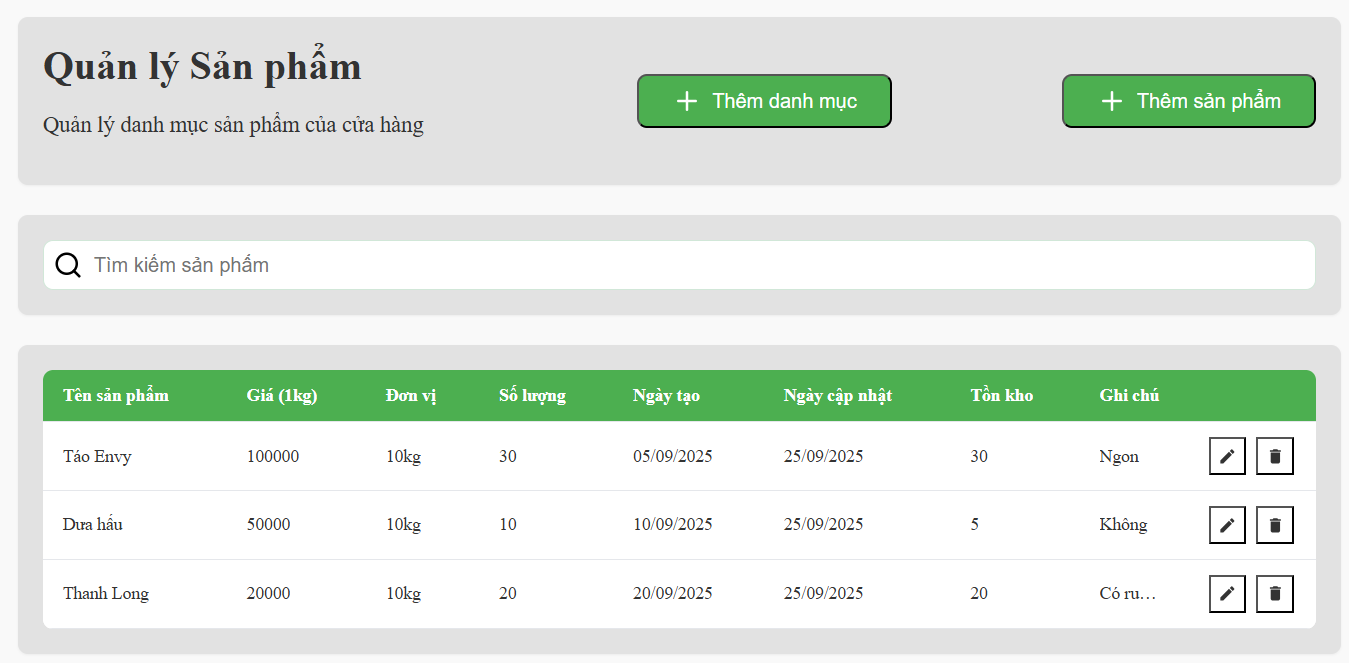 Quản lý Sản phẩm
Quản lý danh mục sản phẩm của cửa hàng
Thêm danh mục
Thêm sản phẩm
Tìm kiếm sản phẩm
Tên sản phẩm Giá (1kg) Đơn vị Số lượng Ngày tạo Ngày cập nhật Tồn kho Ghi chú
Táo Envy 100000 10kg 30 05/09/2025 25/09/2025 30 Ngon
Dưa hấu 50000 10kg 10 10/09/2025 25/09/2025 5 Không
Thanh Long 20000 10kg 20 20/09/2025 25/09/2025 20 Có ru…